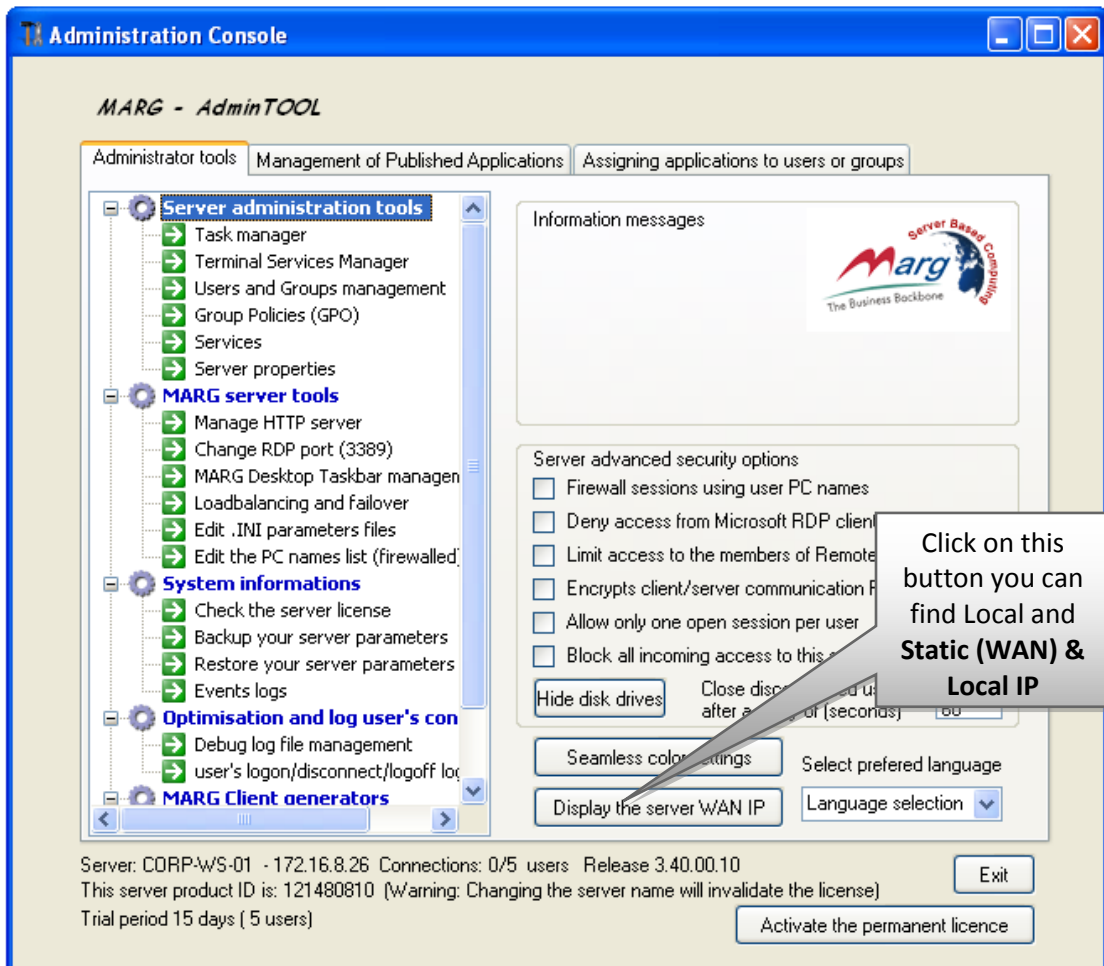 Administration Console
MARG - AdminTOOL
Administrator tools
Management of Published Applications
Assigning applications to users or groups
Server administration tools
Task manager
Terminal Services Manager
Users and Groups management
Group Policies (GPO)
Services
Server properties
MARG server tools
Manage HTTP server
Change RDP port (3389)
MARG Desktop Taskbar managen
Loadbalancing and failover
Edit .INI parameters files
Edit the PC names list (firewalled)
System informations
Check the server license
Backup your server parameters
Restore your server parameters
Events logs
Optimisation and log user's con
Debug log file management
user's logon/disconnect/logoff log
MARG Client generators
Information messages
Server Based Computing
Marg
The Business Backbone
Server advanced security options
Firewall sessions using user PC names
Deny access from Microsoft RDP client
Limit access to the members of Remote
Encrypts client/server communication
Allow only one open session per user
Block all incoming access to this
Hide disk drives
Close
after a of (seconds)
60
Seamless color
Select prefered language
Display the server WAN IP
Language selection
Click on this
button you can
find Local and
Static (WAN) &
Local IP
Server: CORP-WS-01 - 172.16.8.26 Connections: 0/5 users Release 3.40.00.10
This server product ID is: 121480810 (Warning: Changing the server name will invalidate the license)
Trial period 15 days ( 5 users)
Exit
Activate the permanent licence